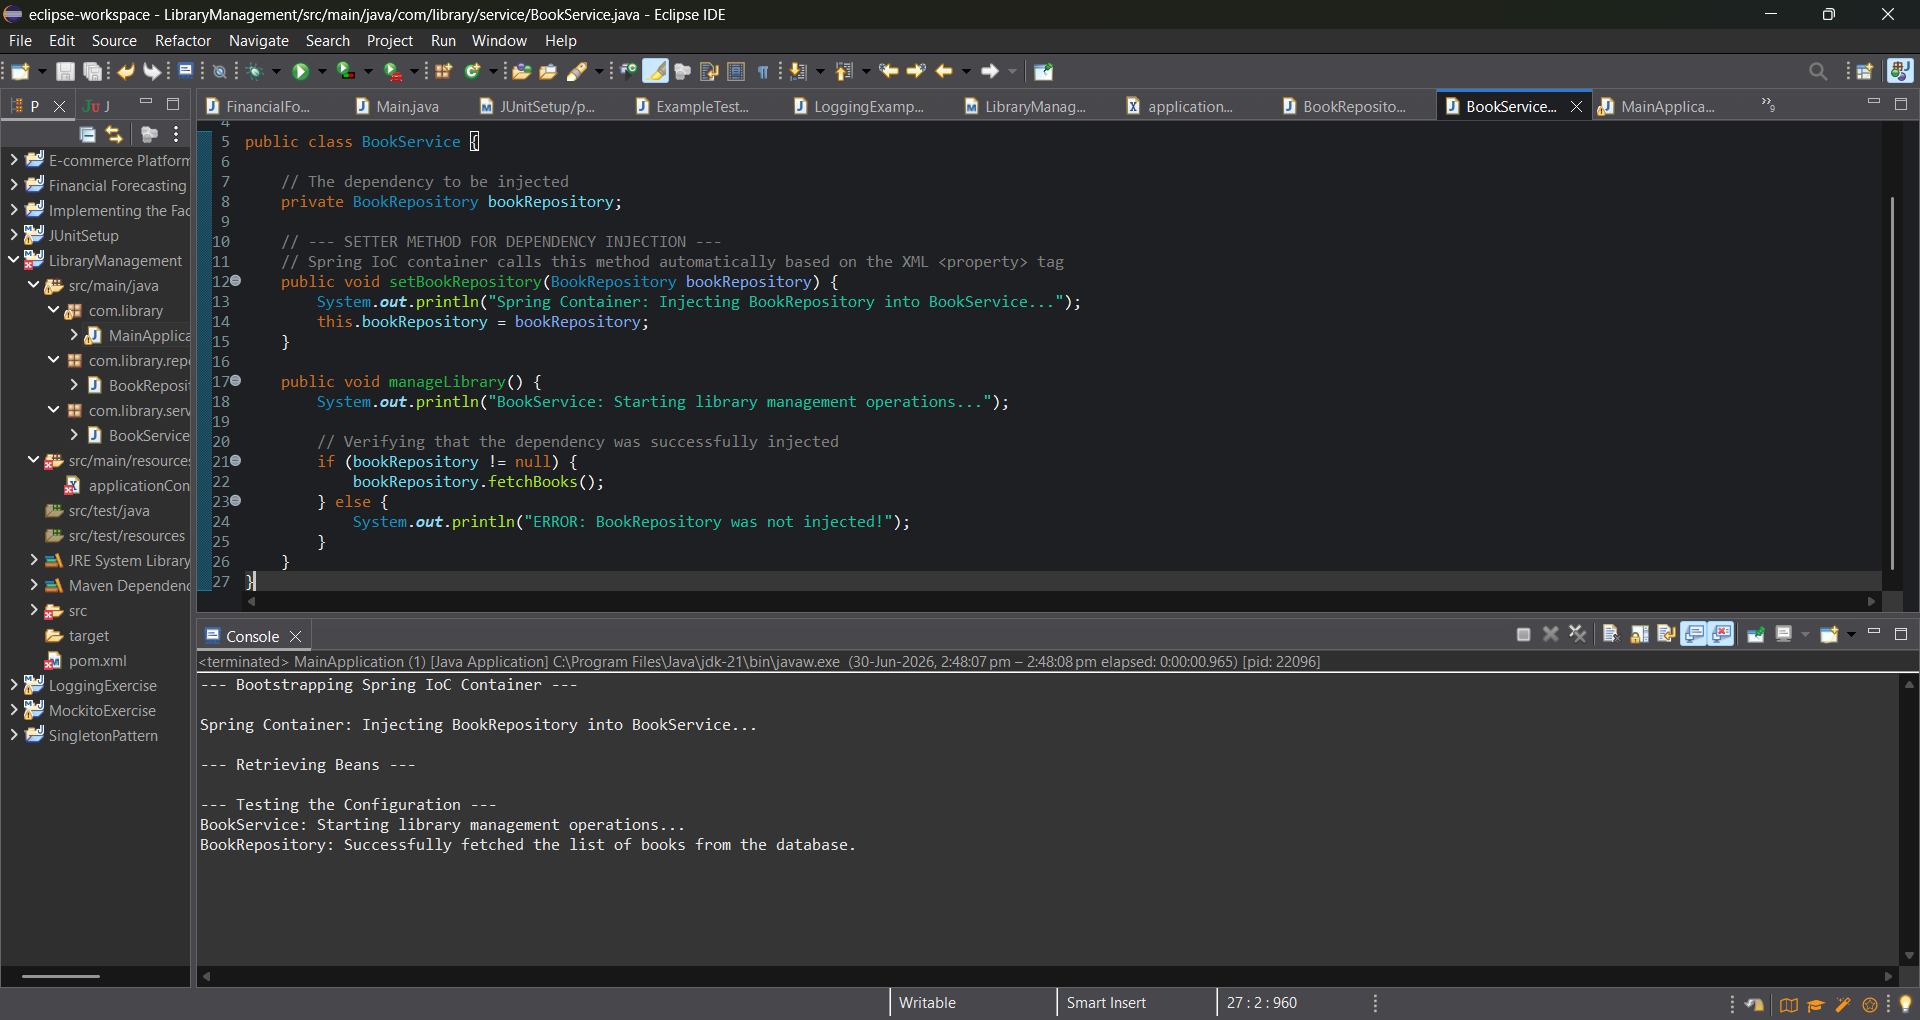 eclipse-workspace - LibraryManagement/src/main/java/com/library/service/BookService.java - Eclipse IDE
File Edit Source Refactor Navigate Search Project Run Window Help
P JU J
FinancialFo... Main.java JUnitSetup/p... ExampleTest... LoggingExamp... LibraryManag... application... BookReposito... BookService... MainApplica... »9
E-commerce Platform
Financial Forecasting
Implementing the Fac
JUnitSetup
LibraryManagement
src/main/java
com.library
MainApplica
com.library.rep
BookReposit
com.library.serv
BookService
src/main/resources
applicationCon
src/test/java
src/test/resources
JRE System Library
Maven Dependenc
src
target
pom.xml
LoggingExercise
MockitoExercise
SingletonPattern
4
5 public class BookService {
6
7 // The dependency to be injected
8 private BookRepository bookRepository;
9
10 // --- SETTER METHOD FOR DEPENDENCY INJECTION ---
11 // Spring IoC container calls this method automatically based on the XML <property> tag
12 public void setBookRepository(BookRepository bookRepository) {
13 System.out.println("Spring Container: Injecting BookRepository into BookService...");
14 this.bookRepository = bookRepository;
15 }
16
17 public void manageLibrary() {
18 System.out.println("BookService: Starting library management operations...");
19
20 // Verifying that the dependency was successfully injected
21 if (bookRepository != null) {
22 bookRepository.fetchBooks();
23 } else {
24 System.out.println("ERROR: BookRepository was not injected!");
25 }
26 }
27 }
Console
<terminated> MainApplication (1) [Java Application] C:\Program Files\Java\jdk-21\bin\javaw.exe (30-Jun-2026, 2:48:07 pm – 2:48:08 pm elapsed: 0:00:00.965) [pid: 22096]
--- Bootstrapping Spring IoC Container ---
Spring Container: Injecting BookRepository into BookService...
--- Retrieving Beans ---
--- Testing the Configuration ---
BookService: Starting library management operations...
BookRepository: Successfully fetched the list of books from the database.
Writable Smart Insert 27 : 2 : 960